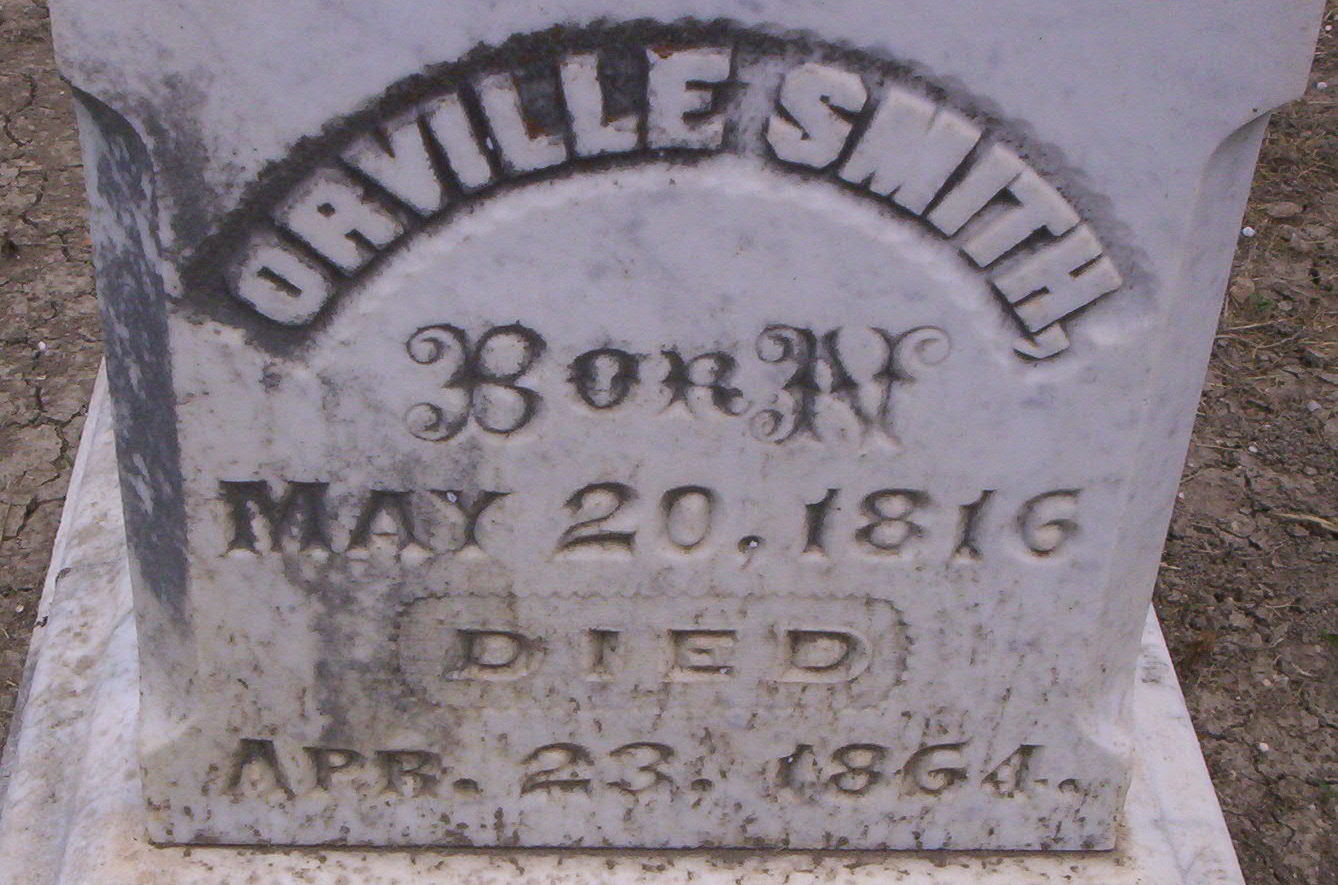 ORVILLE SMITH,
BORN
MAY 20, 1816
DIED
APR. 23, 1864.